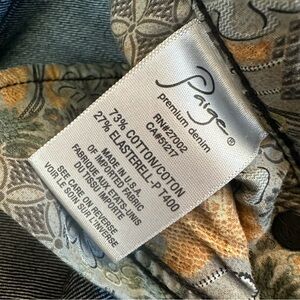 Paige®
premium denim
RN#27002
CA#51217
73% COTTON/COTON
27% ELASTERELL-P T400
MADE IN U.S.A.
OF IMPORTED FABRIC
FABRIQUÉ AUX ÉTATS-UNIS
DU TISSU IMPORTÉ
SEE CARE ON REVERSE
VOIR LE SOIN SUR L'INVERSE